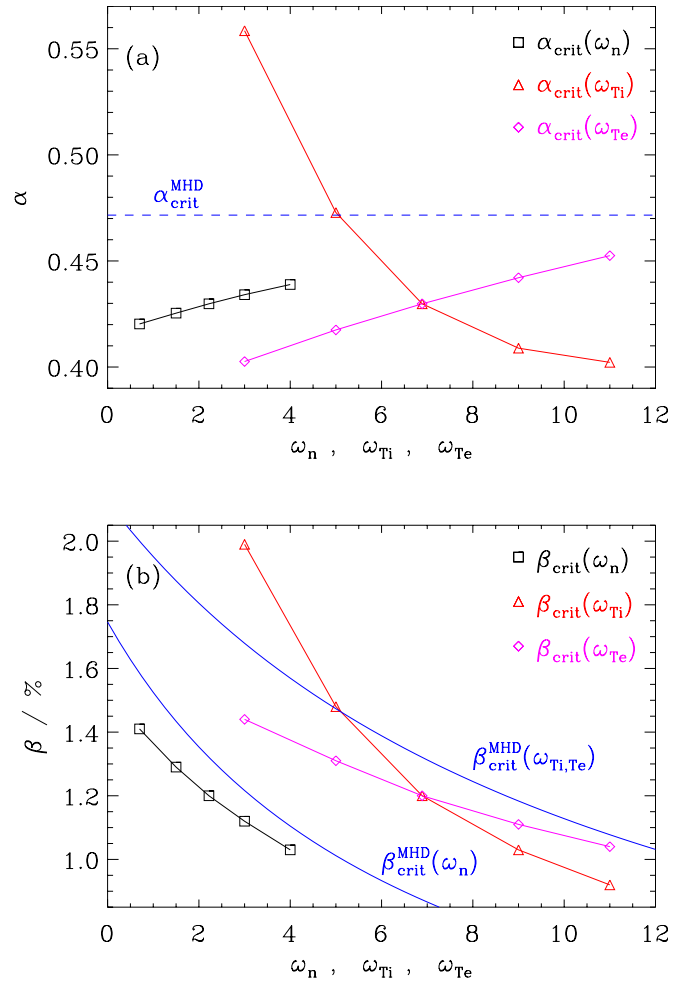 (a)
α_crit(ω_n)
α_crit(ω_Ti)
α_crit(ω_Te)
α_crit^MHD
α
0.55
0.50
0.45
0.40
0 2 4 6 8 10 12
ω_n , ω_Ti , ω_Te
(b)
β_crit(ω_n)
β_crit(ω_Ti)
β_crit(ω_Te)
β / %
2.0
1.8
1.6
1.4
1.2
1.0
β_crit^MHD(ω_Ti,Te)
β_crit^MHD(ω_n)
0 2 4 6 8 10 12
ω_n , ω_Ti , ω_Te